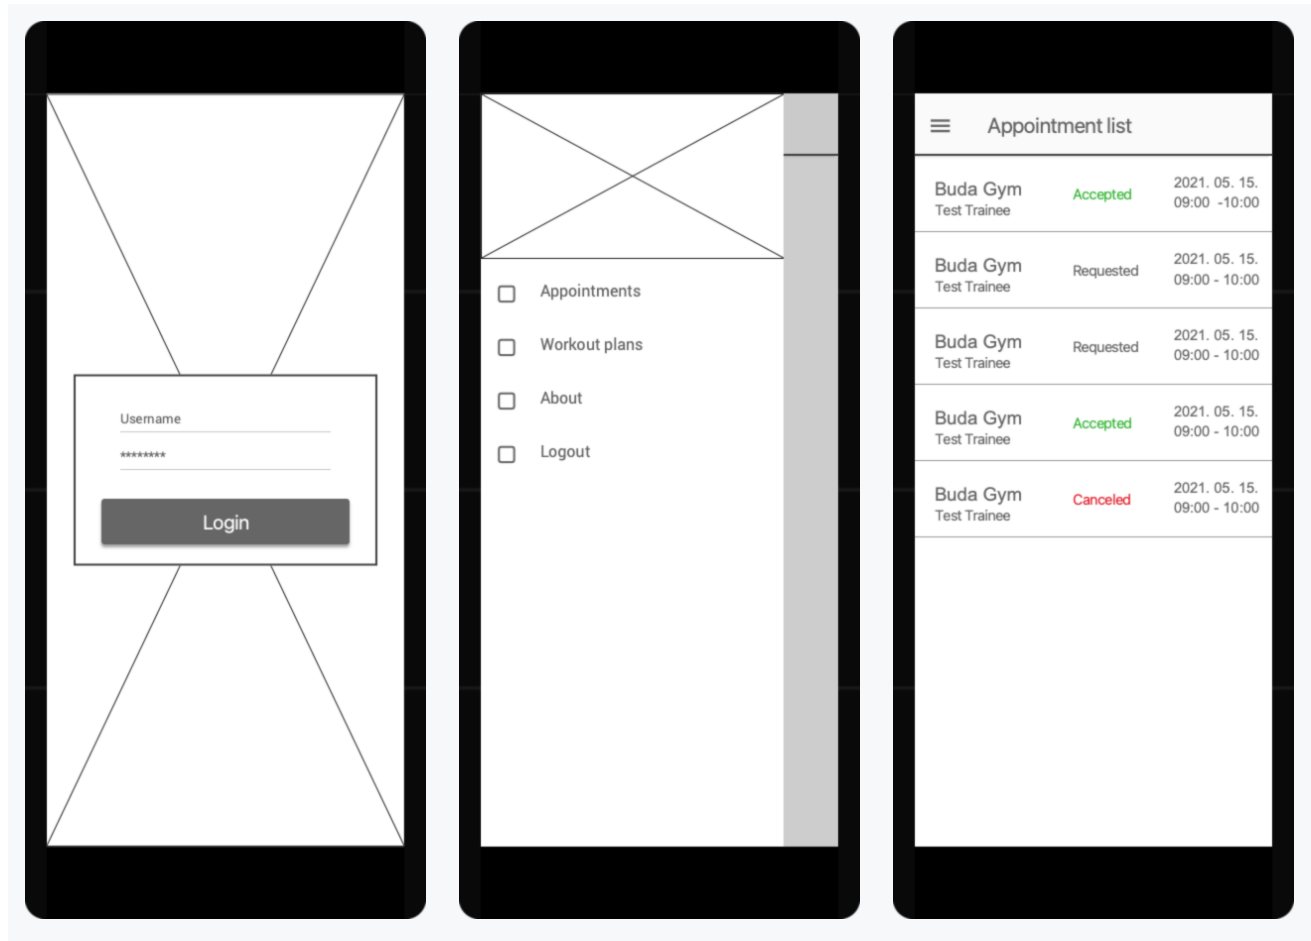 Username
********
Login
Appointments
Workout plans
About
Logout
Appointment list
Buda Gym
Test Trainee
Accepted
2021. 05. 15.
09:00 -10:00
Buda Gym
Test Trainee
Requested
2021. 05. 15.
09:00 - 10:00
Buda Gym
Test Trainee
Requested
2021. 05. 15.
09:00 - 10:00
Buda Gym
Test Trainee
Accepted
2021. 05. 15.
09:00 - 10:00
Buda Gym
Test Trainee
Canceled
2021. 05. 15.
09:00 - 10:00